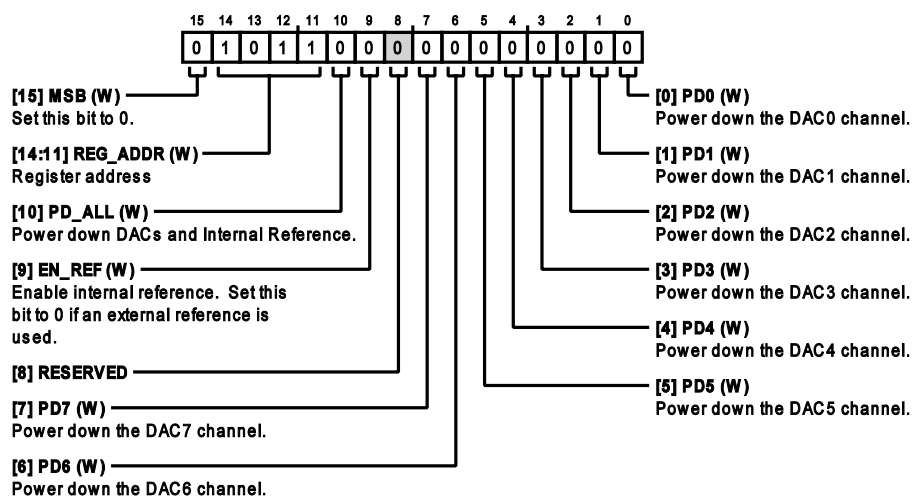 15 14 13 12 11 10 9 8 7 6 5 4 3 2 1 0
0 1 0 1 1 0 0 0 0 0 0 0 0 0 0 0
[15] MSB (W)
Set this bit to 0.
[14:11] REG_ADDR (W)
Register address
[10] PD_ALL (W)
Power down DACs and Internal Reference.
[9] EN_REF (W)
Enable internal reference. Set this
bit to 0 if an external reference is
used.
[8] RESERVED
[7] PD7 (W)
Power down the DAC7 channel.
[6] PD6 (W)
Power down the DAC6 channel.
[0] PD0 (W)
Power down the DAC0 channel.
[1] PD1 (W)
Power down the DAC1 channel.
[2] PD2 (W)
Power down the DAC2 channel.
[3] PD3 (W)
Power down the DAC3 channel.
[4] PD4 (W)
Power down the DAC4 channel.
[5] PD5 (W)
Power down the DAC5 channel.